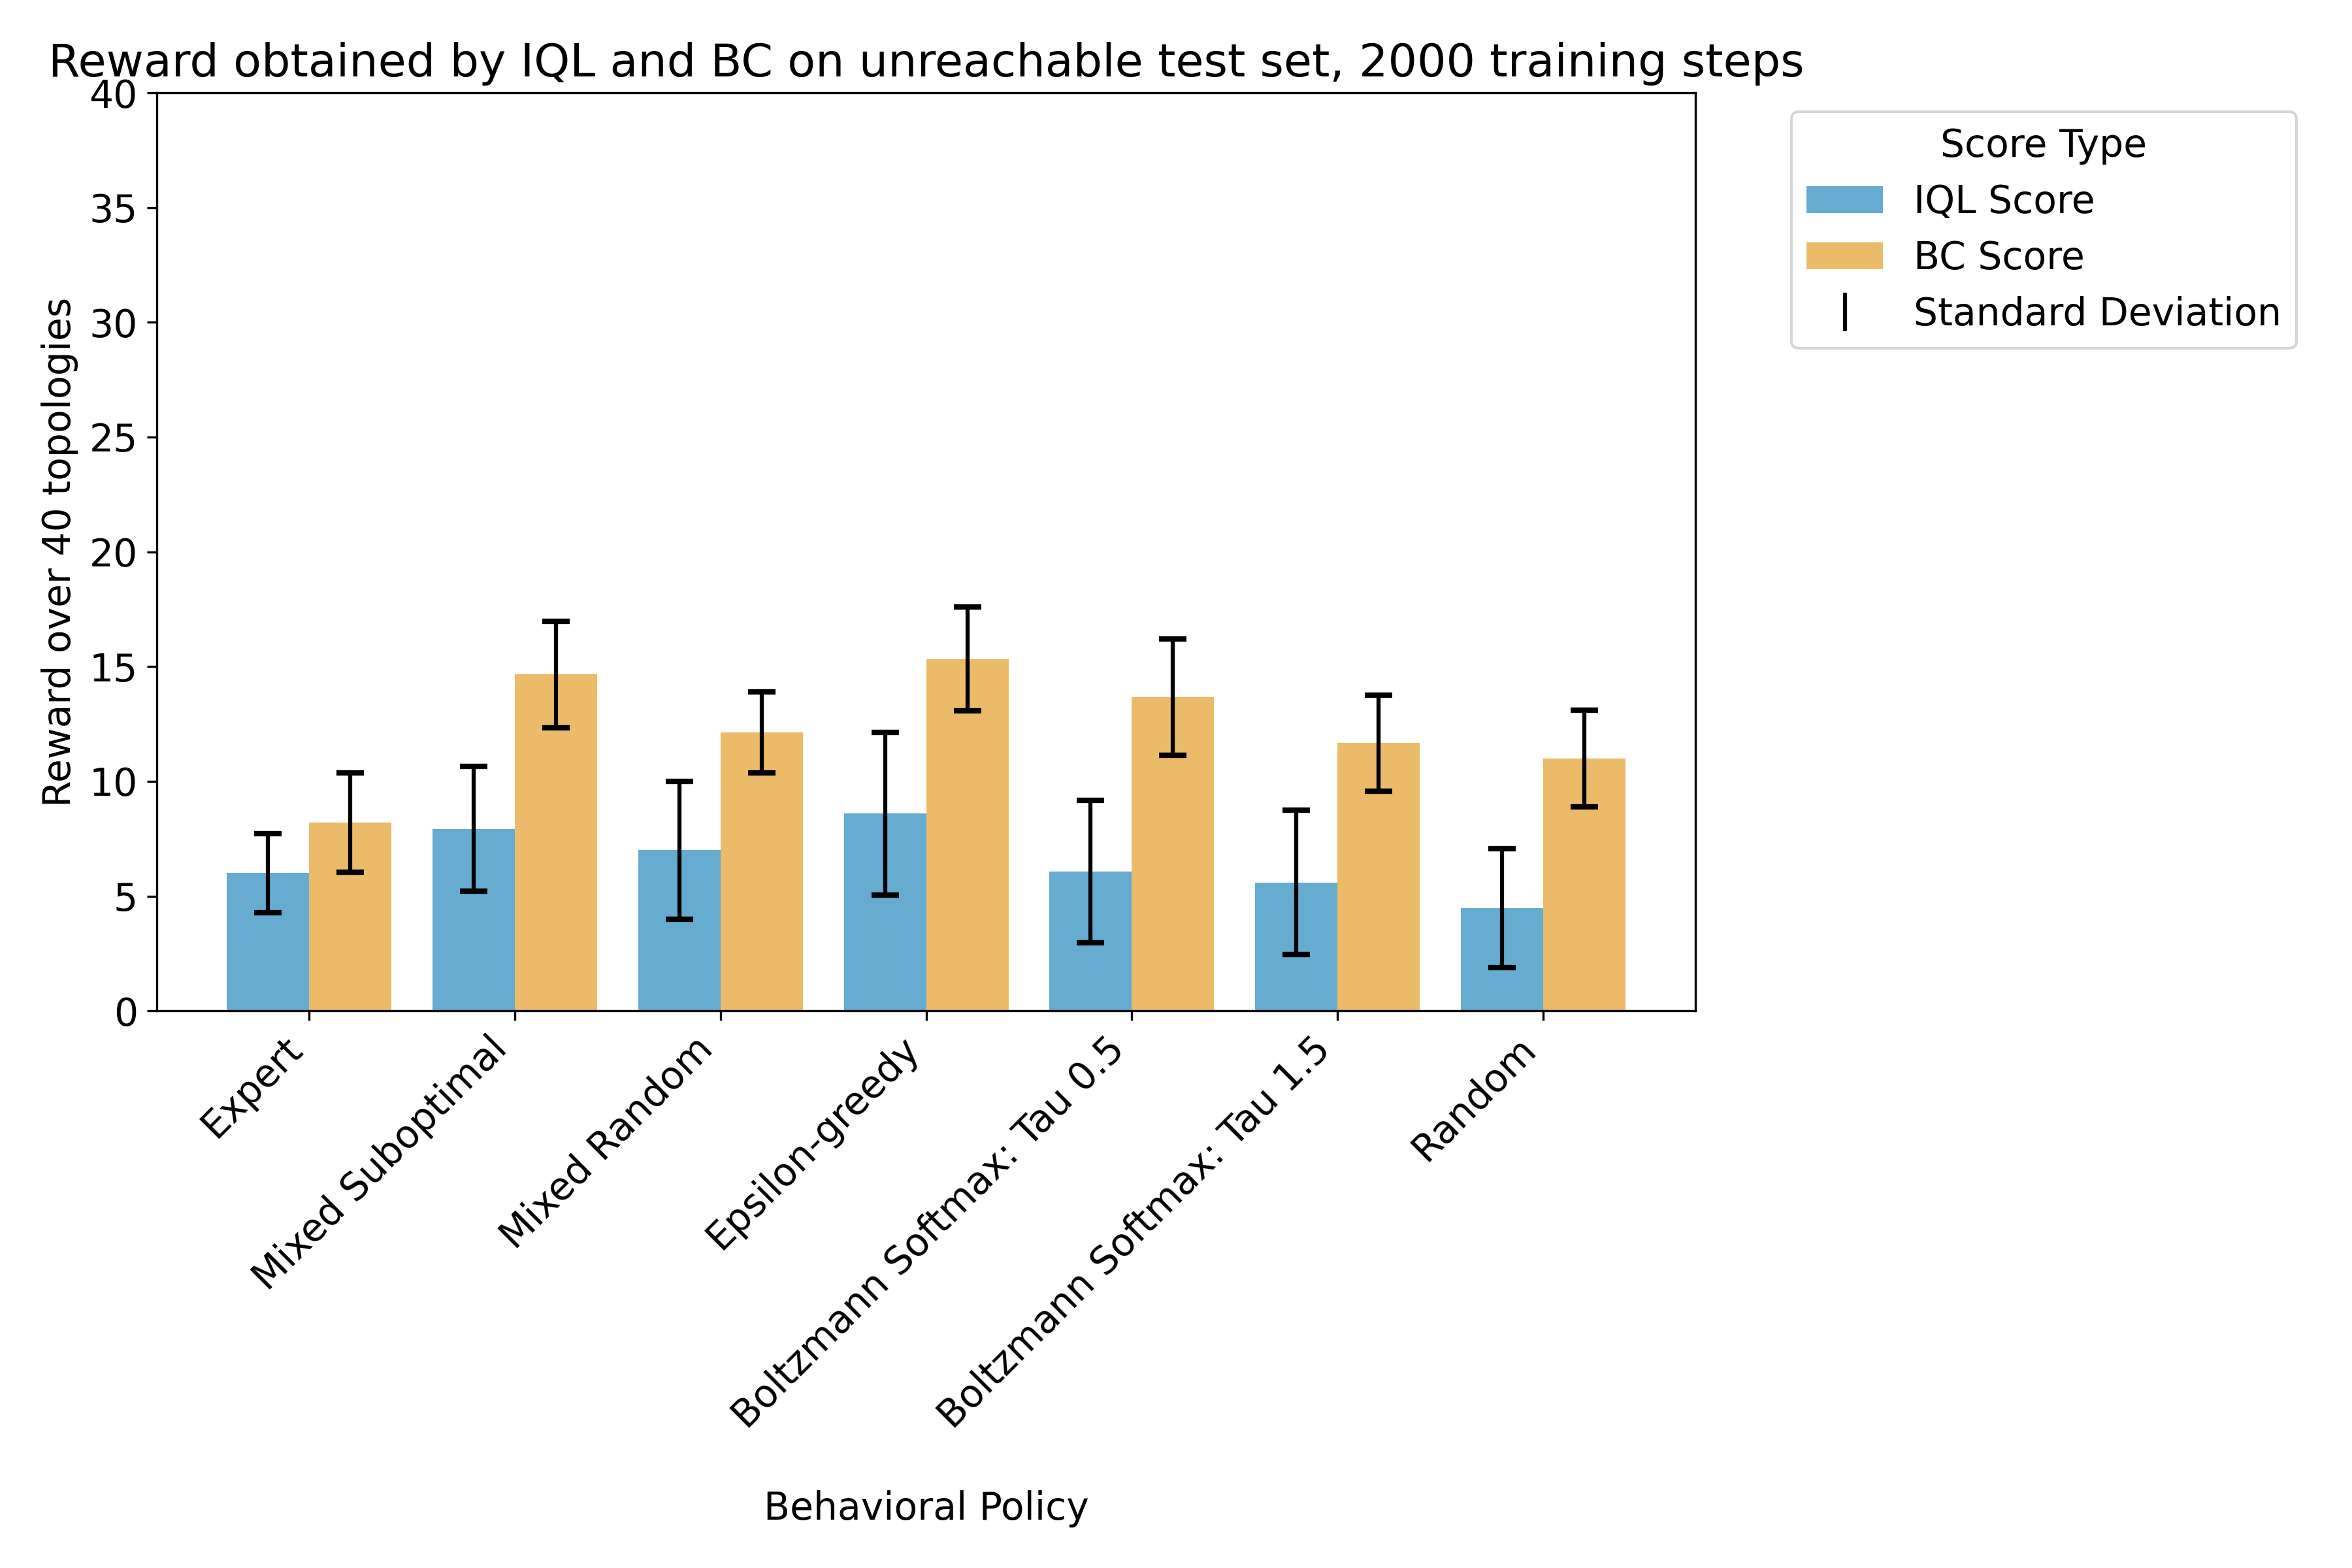 Reward obtained by IQL and BC on unreachable test set, 2000 training steps
Reward over 40 topologies
40
35
30
25
20
15
10
5
0
Expert
Mixed Suboptimal
Mixed Random
Epsilon-greedy
Boltzmann Softmax: Tau 0.5
Boltzmann Softmax: Tau 1.5
Random
Behavioral Policy
Score Type
IQL Score
BC Score
Standard Deviation